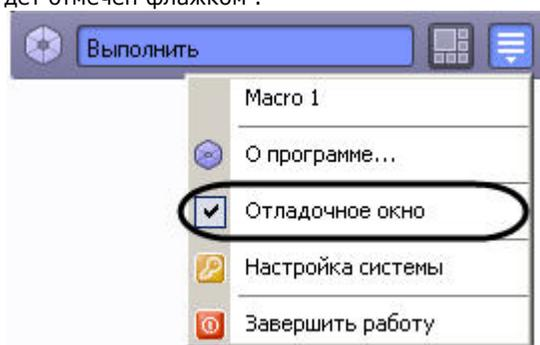 дет отмечен флажком .
Выполнить
Macro 1
О программе...
Отладочное окно
Настройка системы
Завершить работу